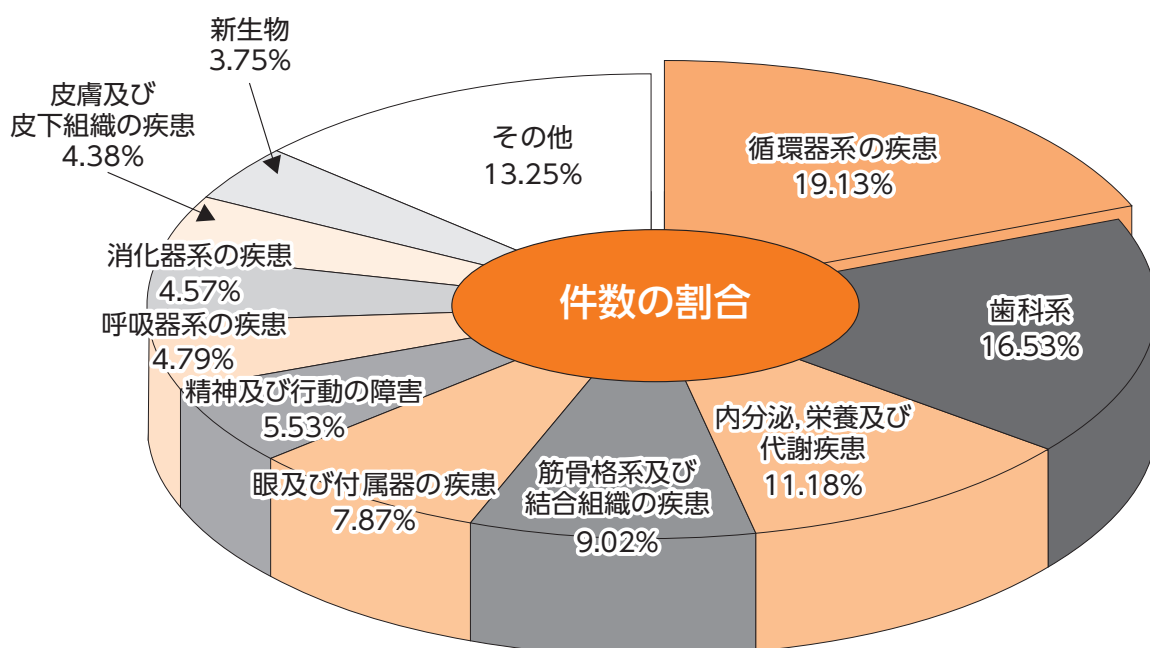 新生物
3.75%
皮膚及び
皮下組織の疾患
4.38%
その他
13.25%
循環器系の疾患
19.13%
消化器系の疾患
4.57%
件数の割合
歯科系
16.53%
呼吸器系の疾患
4.79%
精神及び行動の障害
5.53%
内分泌,栄養及び
代謝疾患
11.18%
眼及び付属器の疾患
7.87%
筋骨格系及び
結合組織の疾患
9.02%